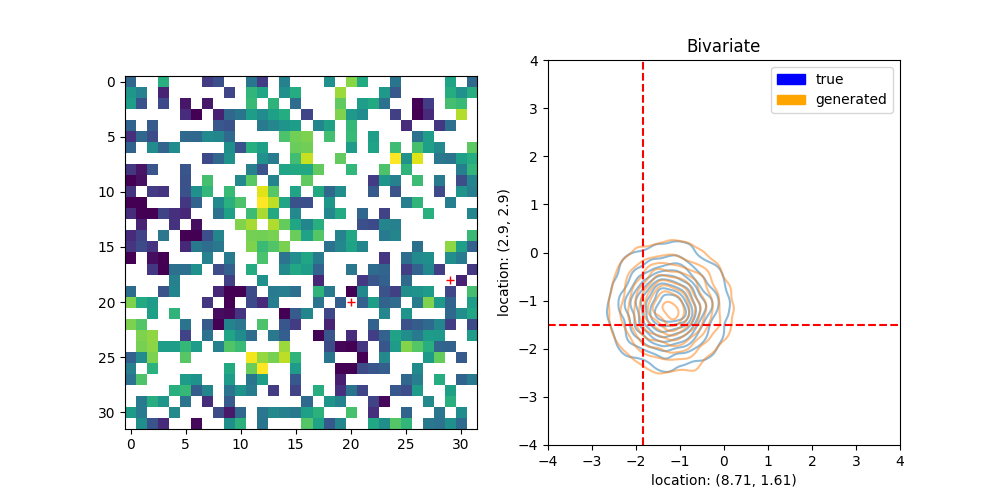 0
5
10
15
20
25
30
0 5 10 15 20 25 30
Bivariate
true
generated
4
3
2
1
0
−1
−2
−3
−4
−4 −3 −2 −1 0 1 2 3 4
location: (2.9, 2.9)
location: (8.71, 1.61)